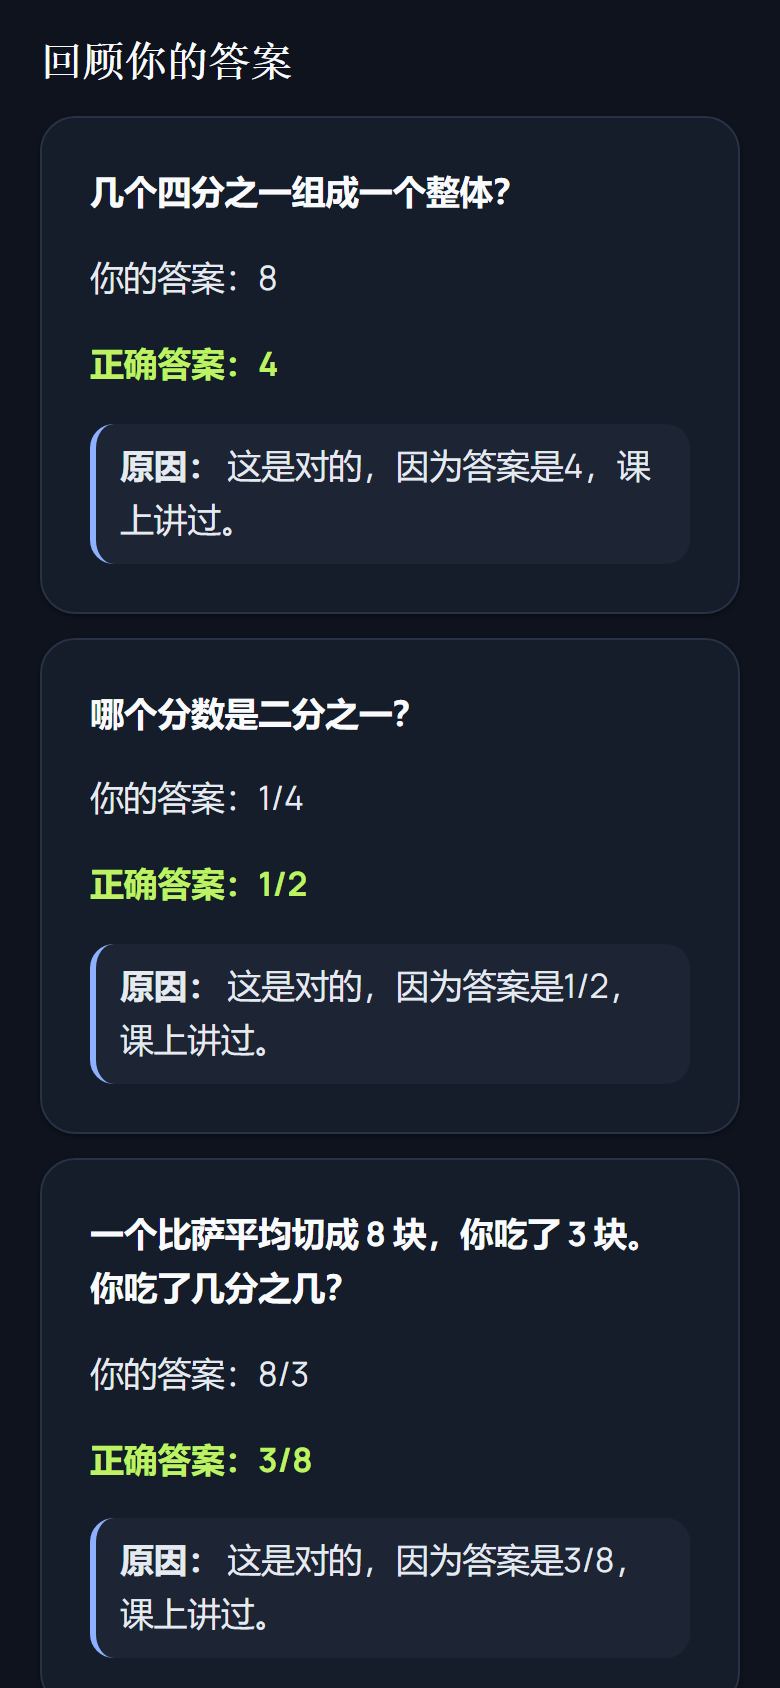 回顾你的答案
几个四分之一组成一个整体？
你的答案：8
正确答案：4
原因： 这是对的，因为答案是4，课
上讲过。
哪个分数是二分之一？
你的答案：1/4
正确答案：1/2
原因： 这是对的，因为答案是1/2，
课上讲过。
一个比萨平均切成 8 块，你吃了 3 块。
你吃了几分之几？
你的答案：8/3
正确答案：3/8
原因： 这是对的，因为答案是3/8，
课上讲过。